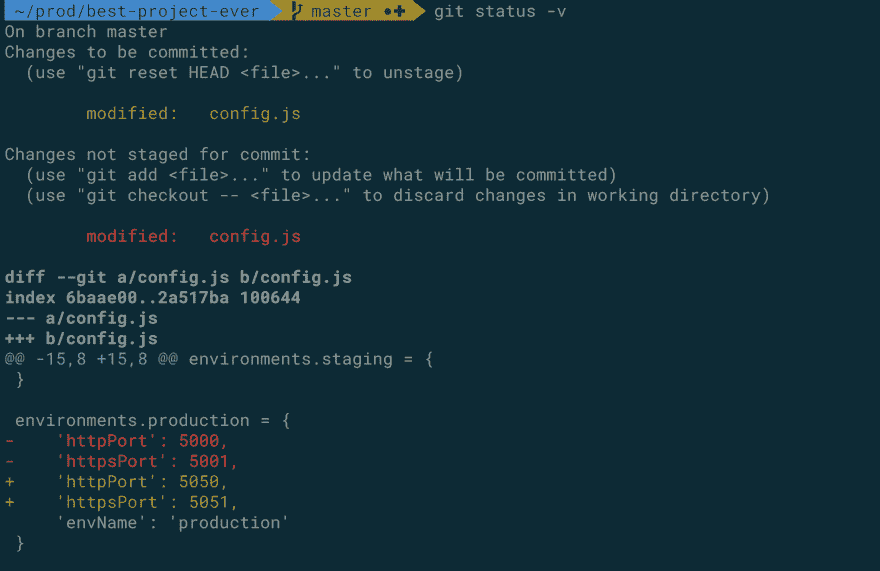 ~/prod/best-project-ever master ●✚ git status -v
On branch master
Changes to be committed:
  (use "git reset HEAD <file>..." to unstage)

        modified:   config.js

Changes not staged for commit:
  (use "git add <file>..." to update what will be committed)
  (use "git checkout -- <file>..." to discard changes in working directory)

        modified:   config.js

diff --git a/config.js b/config.js
index 6baae00..2a517ba 100644
--- a/config.js
+++ b/config.js
@@ -15,8 +15,8 @@ environments.staging = {
 }

 environments.production = {
-    'httpPort': 5000,
-    'httpsPort': 5001,
+    'httpPort': 5050,
+    'httpsPort': 5051,
     'envName': 'production'
 }